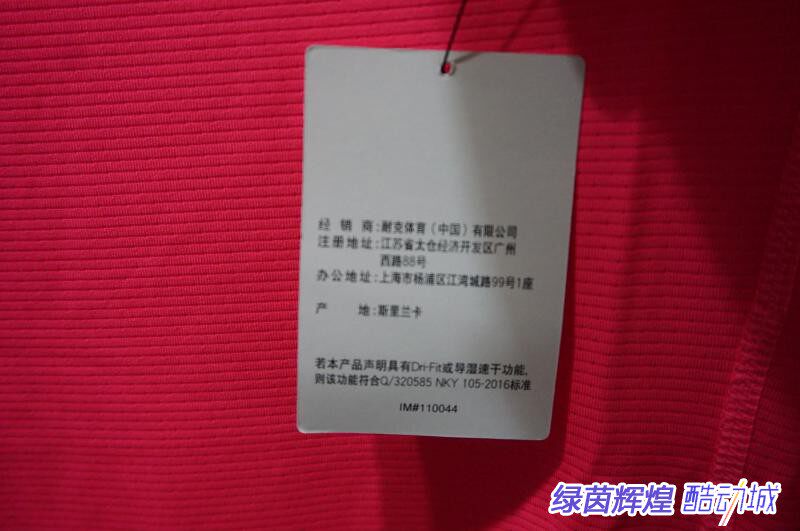 经 销 商:耐克体育(中国)有限公司
注册地址:江苏省太仓经济开发区广州
西路88号
办公地址:上海市杨浦区江湾城路99号1座
产 地:斯里兰卡
若本产品声明具有Dri-Fit或导湿速干功能,
则该功能符合Q/320585 NKY 105-2016标准
IM#110044
绿茵辉煌 酷动城